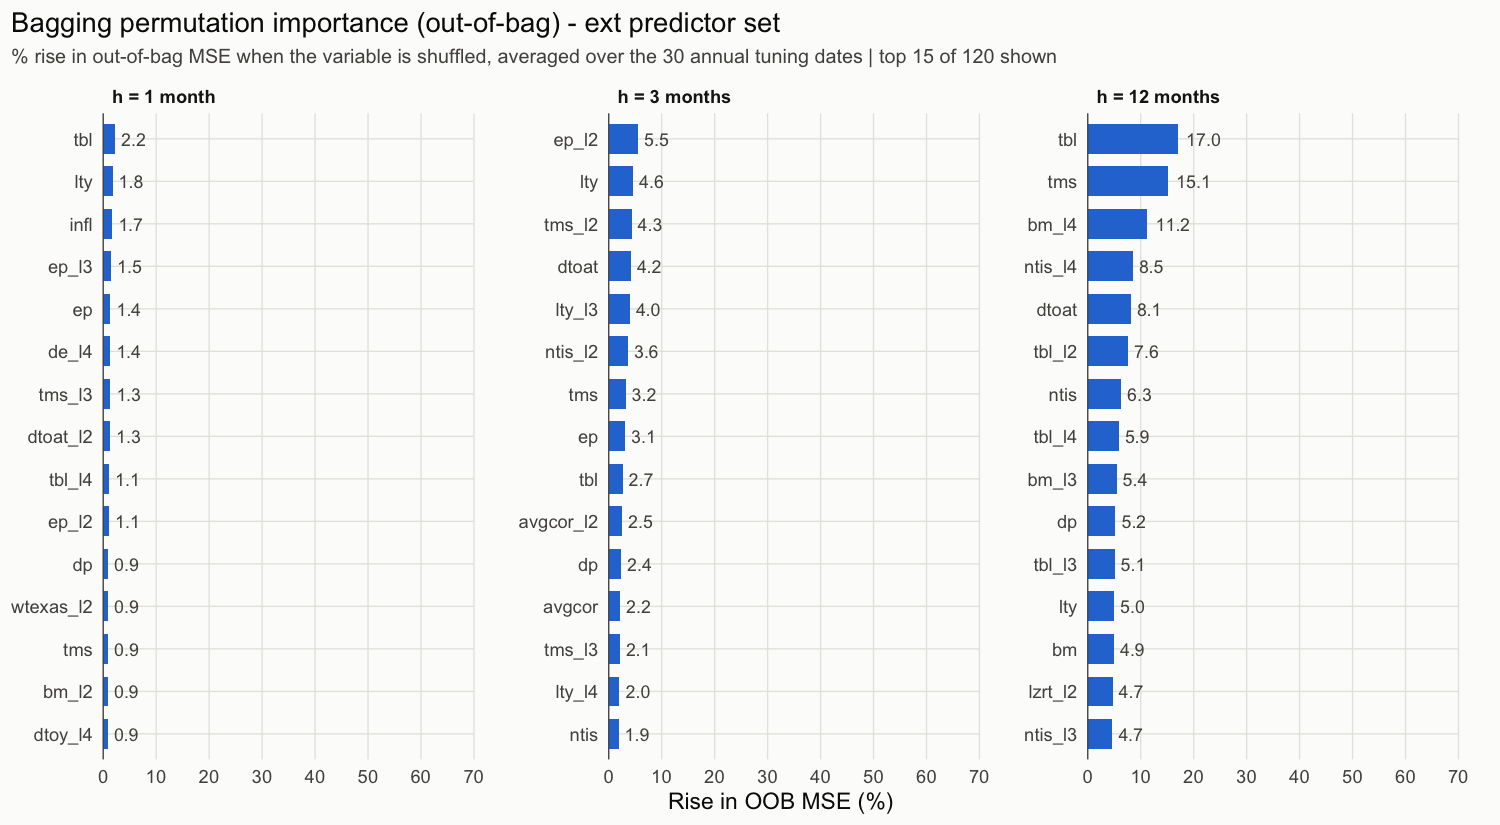 Bagging permutation importance (out-of-bag) - ext predictor set
% rise in out-of-bag MSE when the variable is shuffled, averaged over the 30 annual tuning dates | top 15 of 120 shown
h = 1 month
tbl 2.2
lty 1.8
infl 1.7
ep_l3 1.5
ep 1.4
de_l4 1.4
tms_l3 1.3
dtoat_l2 1.3
tbl_l4 1.1
ep_l2 1.1
dp 0.9
wtexas_l2 0.9
tms 0.9
bm_l2 0.9
dtoy_l4 0.9
0 10 20 30 40 50 60 70
h = 3 months
ep_l2 5.5
lty 4.6
tms_l2 4.3
dtoat 4.2
lty_l3 4.0
ntis_l2 3.6
tms 3.2
ep 3.1
tbl 2.7
avgcor_l2 2.5
dp 2.4
avgcor 2.2
tms_l3 2.1
lty_l4 2.0
ntis 1.9
0 10 20 30 40 50 60 70
h = 12 months
tbl 17.0
tms 15.1
bm_l4 11.2
ntis_l4 8.5
dtoat 8.1
tbl_l2 7.6
ntis 6.3
tbl_l4 5.9
bm_l3 5.4
dp 5.2
tbl_l3 5.1
lty 5.0
bm 4.9
lzrt_l2 4.7
ntis_l3 4.7
0 10 20 30 40 50 60 70
Rise in OOB MSE (%)